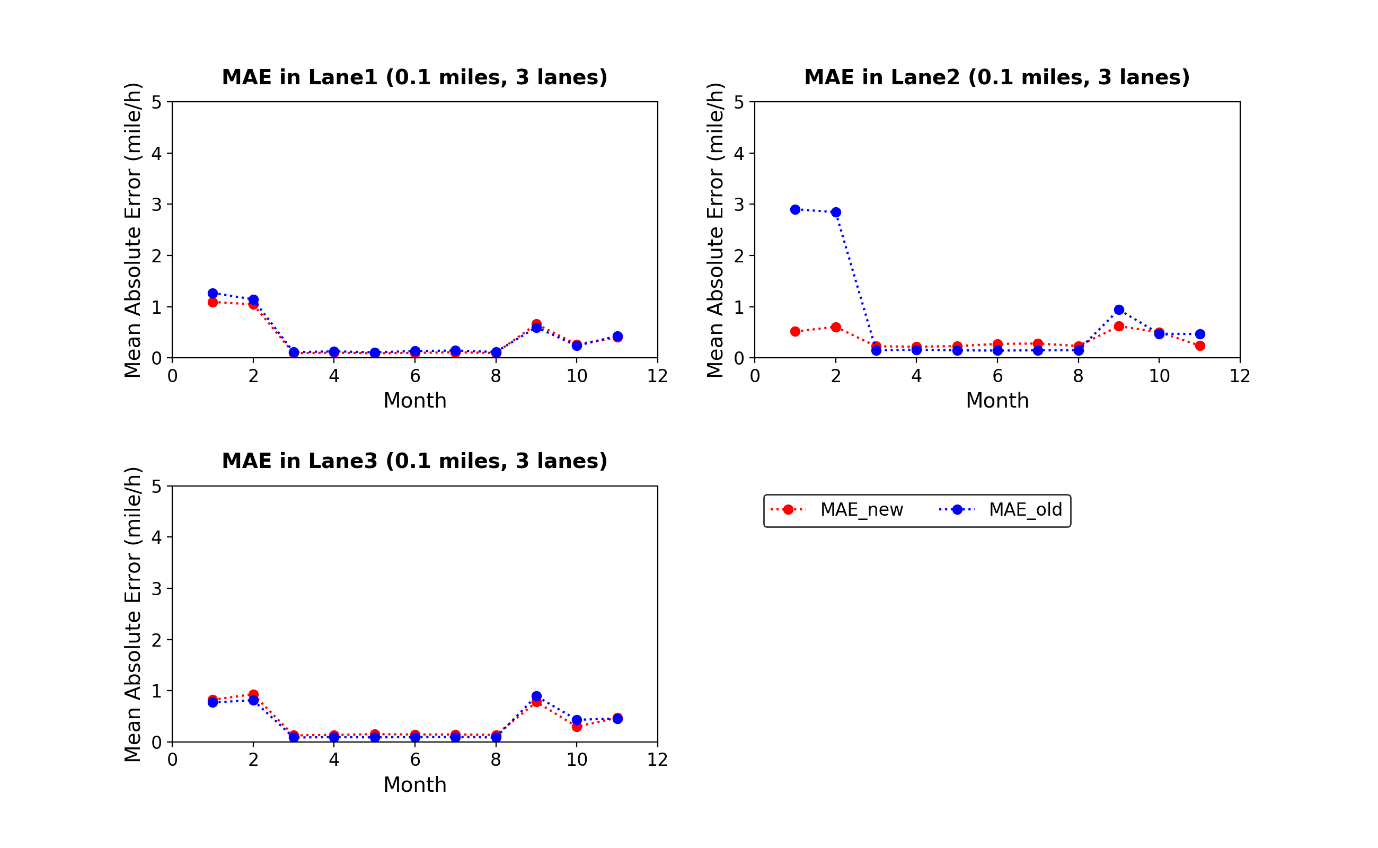 MAE in Lane1 (0.1 miles, 3 lanes)
Mean Absolute Error (mile/h)
5
4
3
2
1
0
0 2 4 6 8 10 12
Month
MAE in Lane2 (0.1 miles, 3 lanes)
Mean Absolute Error (mile/h)
5
4
3
2
1
0
0 2 4 6 8 10 12
Month
MAE in Lane3 (0.1 miles, 3 lanes)
Mean Absolute Error (mile/h)
5
4
3
2
1
0
0 2 4 6 8 10 12
Month
MAE_new MAE_old